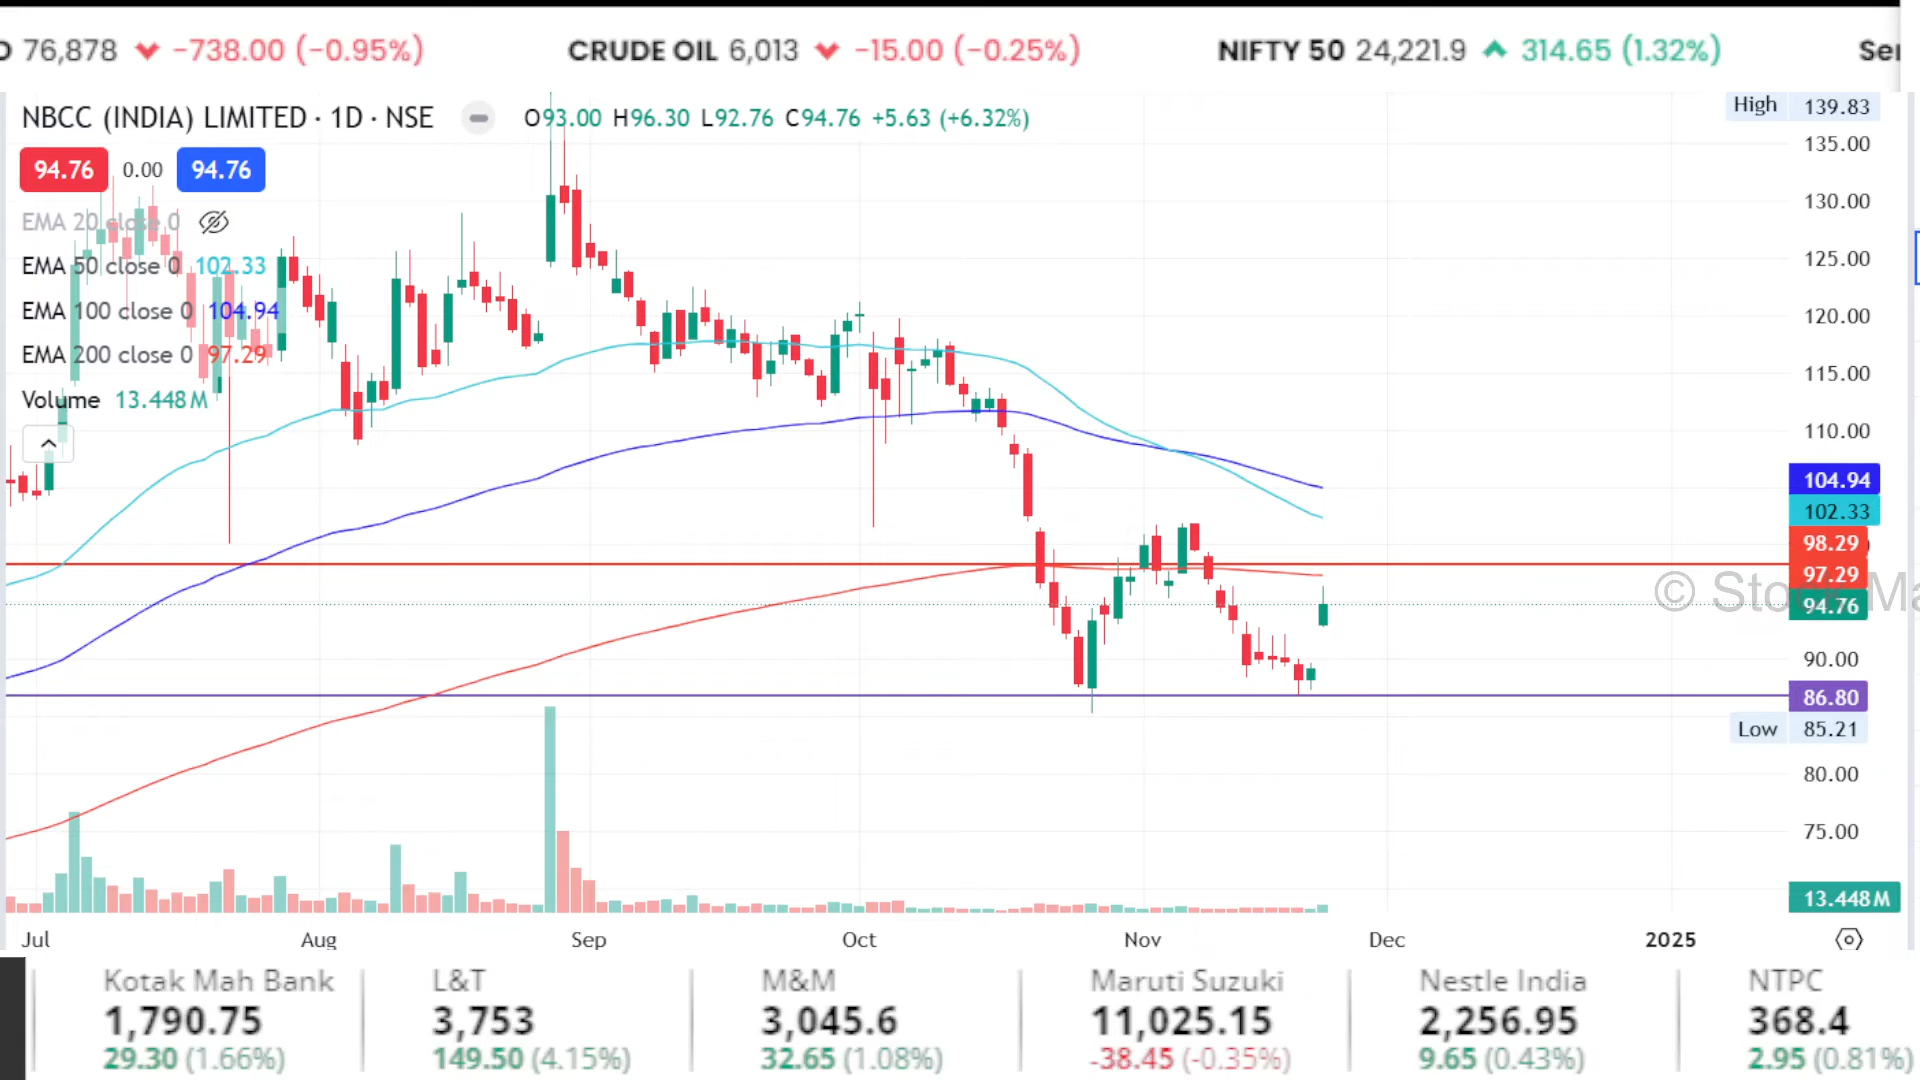 76,878 −738.00 (−0.95%) CRUDE OIL 6,013 −15.00 (−0.25%) NIFTY 50 24,221.9 314.65 (1.32%)
NBCC (INDIA) LIMITED · 1D · NSE O93.00 H96.30 L92.76 C94.76 +5.63 (+6.32%)
94.76 0.00 94.76
EMA 20 close 0
EMA 50 close 0 102.33
EMA 100 close 0 104.94
EMA 200 close 0 97.29
Volume 13.448M
High 139.83
135.00
130.00
125.00
120.00
115.00
110.00
104.94
102.33
98.29
97.29
94.76
90.00
86.80
Low 85.21
80.00
75.00
13.448M
©
Jul Aug Sep Oct Nov Dec 2025
Kotak Mah Bank L&T M&M Maruti Suzuki Nestle India NTPC
1,790.75 3,753 3,045.6 11,025.15 2,256.95 368.4
29.30 (1.66%) 149.50 (4.15%) 32.65 (1.08%) -38.45 (-0.35%) 9.65 (0.43%) 2.95 (0.81%)